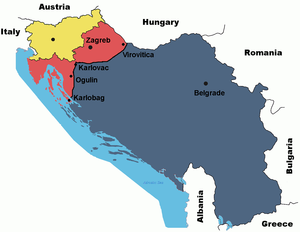 Austria
Hungary
Italy
Zagreb
Virovitica
Romania
Karlovac
Ogulin
Karlobag
Belgrade
Bulgaria
Albania
Greece